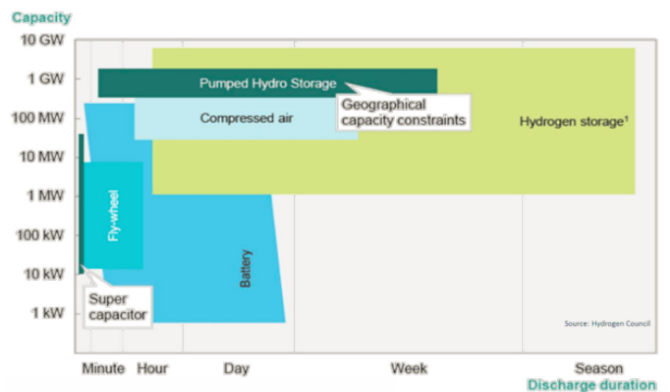 Capacity
10 GW
1 GW
100 MW
10 MW
1 MW
100 kW
10 kW
1 kW
Pumped Hydro Storage
Geographical
capacity constraints
Compressed air
Hydrogen storage¹
Fly-wheel
Battery
Super
capacitor
Source: Hydrogen Council
Minute Hour Day Week Season
Discharge duration